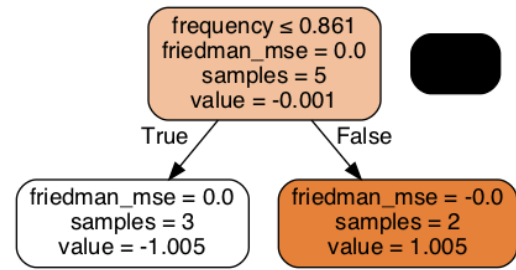 frequency ≤ 0.861
friedman_mse = 0.0
samples = 5
value = -0.001
True
False
friedman_mse = 0.0
samples = 3
value = -1.005
friedman_mse = -0.0
samples = 2
value = 1.005